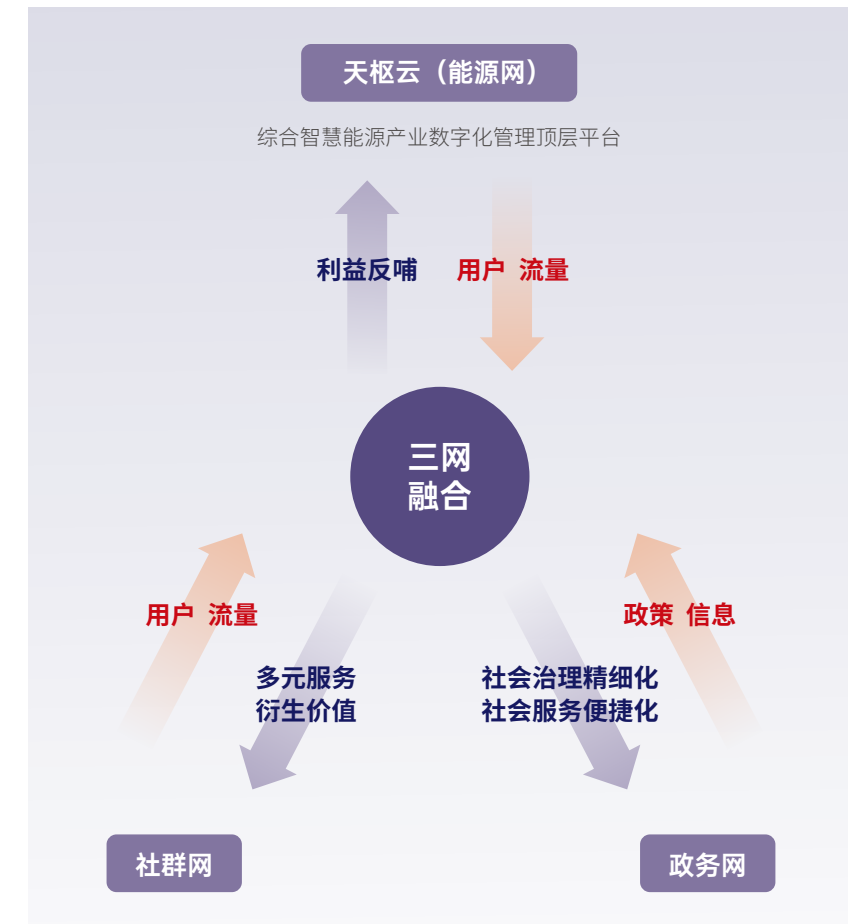 天枢云（能源网）
综合智慧能源产业数字化管理顶层平台
利益反哺
用户 流量
三网
融合
用户 流量
政策 信息
多元服务
衍生价值
社会治理精细化
社会服务便捷化
社群网
政务网